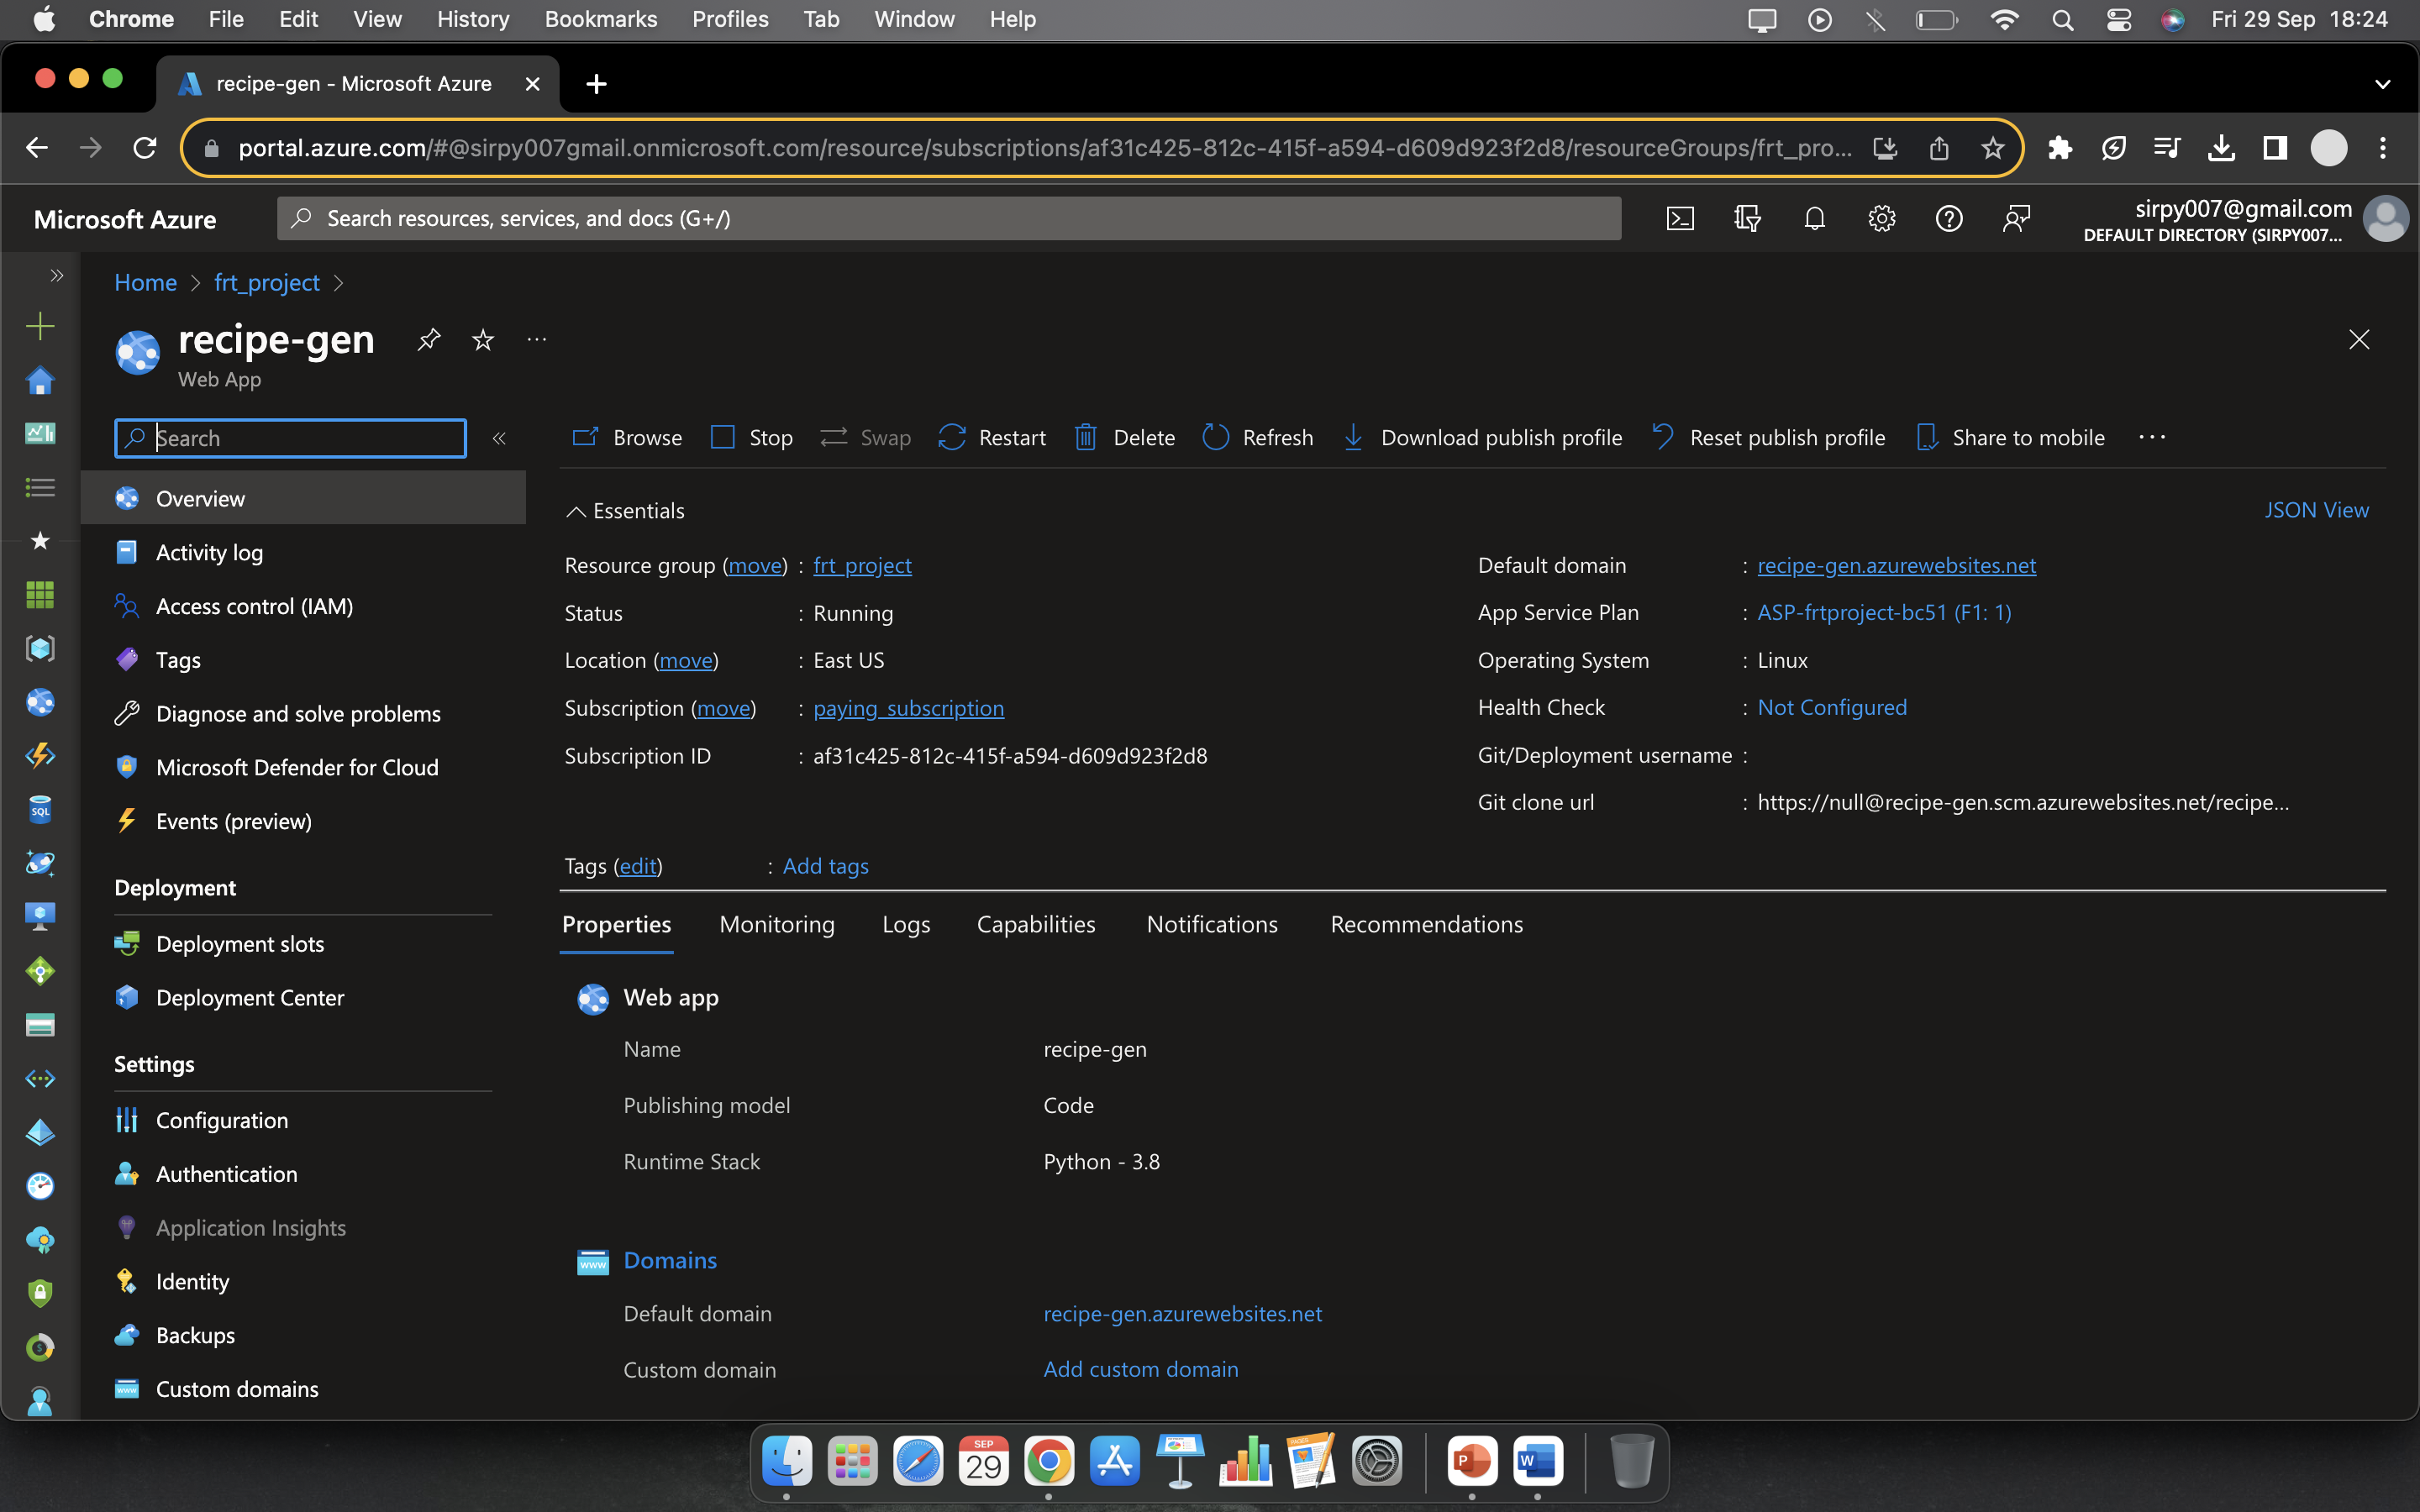 Chrome File Edit View History Bookmarks Profiles Tab Window Help Fri 29 Sep 18:24
recipe-gen - Microsoft Azure
portal.azure.com/#@sirpy007gmail.onmicrosoft.com/resource/subscriptions/af31c425-812c-415f-a594-d609d923f2d8/resourceGroups/frt_pro...
Microsoft Azure
Search resources, services, and docs (G+/)
sirpy007@gmail.com
DEFAULT DIRECTORY (SIRPY007...
Home > frt_project >
recipe-gen
Web App
Search
Browse Stop Swap Restart Delete Refresh Download publish profile Reset publish profile Share to mobile ...
Overview
Activity log
Access control (IAM)
Tags
Diagnose and solve problems
Microsoft Defender for Cloud
Events (preview)
Deployment
Deployment slots
Deployment Center
Settings
Configuration
Authentication
Application Insights
Identity
Backups
Custom domains
Essentials
JSON View
Resource group (move) : frt_project
Status : Running
Location (move) : East US
Subscription (move) : paying_subscription
Subscription ID : af31c425-812c-415f-a594-d609d923f2d8
Default domain : recipe-gen.azurewebsites.net
App Service Plan : ASP-frtproject-bc51 (F1: 1)
Operating System : Linux
Health Check : Not Configured
Git/Deployment username :
Git clone url : https://null@recipe-gen.scm.azurewebsites.net/recipe...
Tags (edit) : Add tags
Properties Monitoring Logs Capabilities Notifications Recommendations
Web app
Name recipe-gen
Publishing model Code
Runtime Stack Python - 3.8
www
Domains
Default domain recipe-gen.azurewebsites.net
Custom domain Add custom domain
SQL
SEP
29
PAGES
P
W